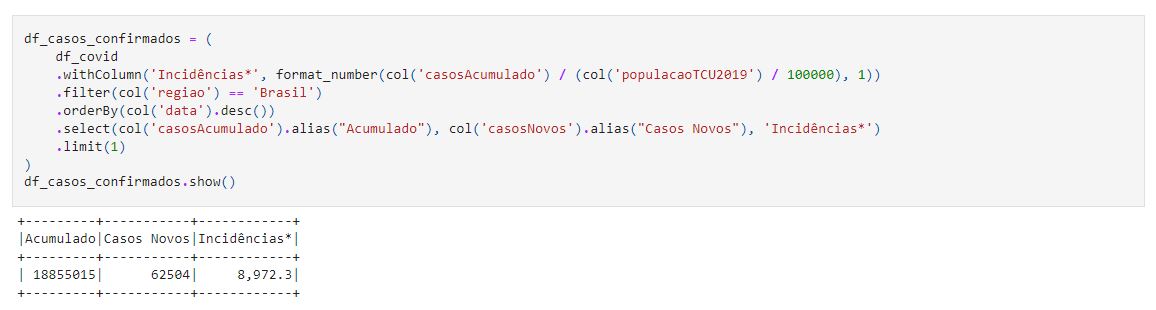 df_casos_confirmados = (
    df_covid
    .withColumn('Incidências*', format_number(col('casosAcumulado') / (col('populacaoTCU2019') / 100000), 1))
    .filter(col('regiao') == 'Brasil')
    .orderBy(col('data').desc())
    .select(col('casosAcumulado').alias("Acumulado"), col('casosNovos').alias("Casos Novos"), 'Incidências*')
    .limit(1)
)
df_casos_confirmados.show()
+---------+-----------+------------+
|Acumulado|Casos Novos|Incidências*|
+---------+-----------+------------+
| 18855015|      62504|     8,972.3|
+---------+-----------+------------+